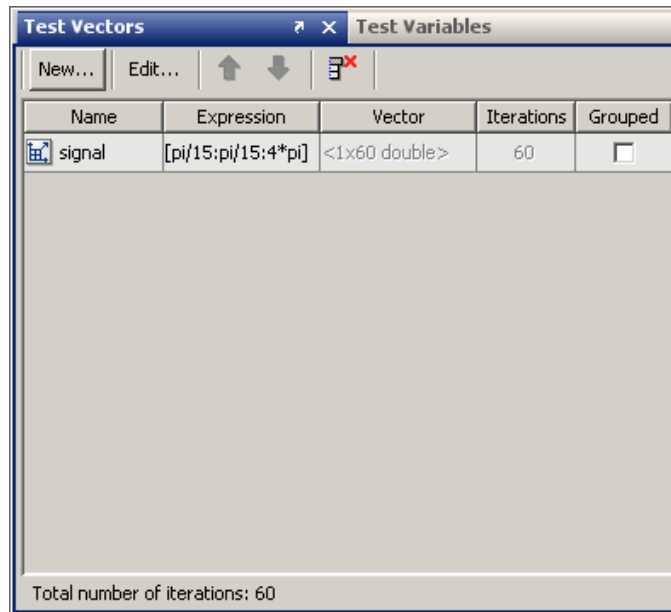 Test Vectors Test Variables
New... Edit...
Name Expression Vector Iterations Grouped
signal [pi/15:pi/15:4*pi] <1x60 double> 60
Total number of iterations: 60